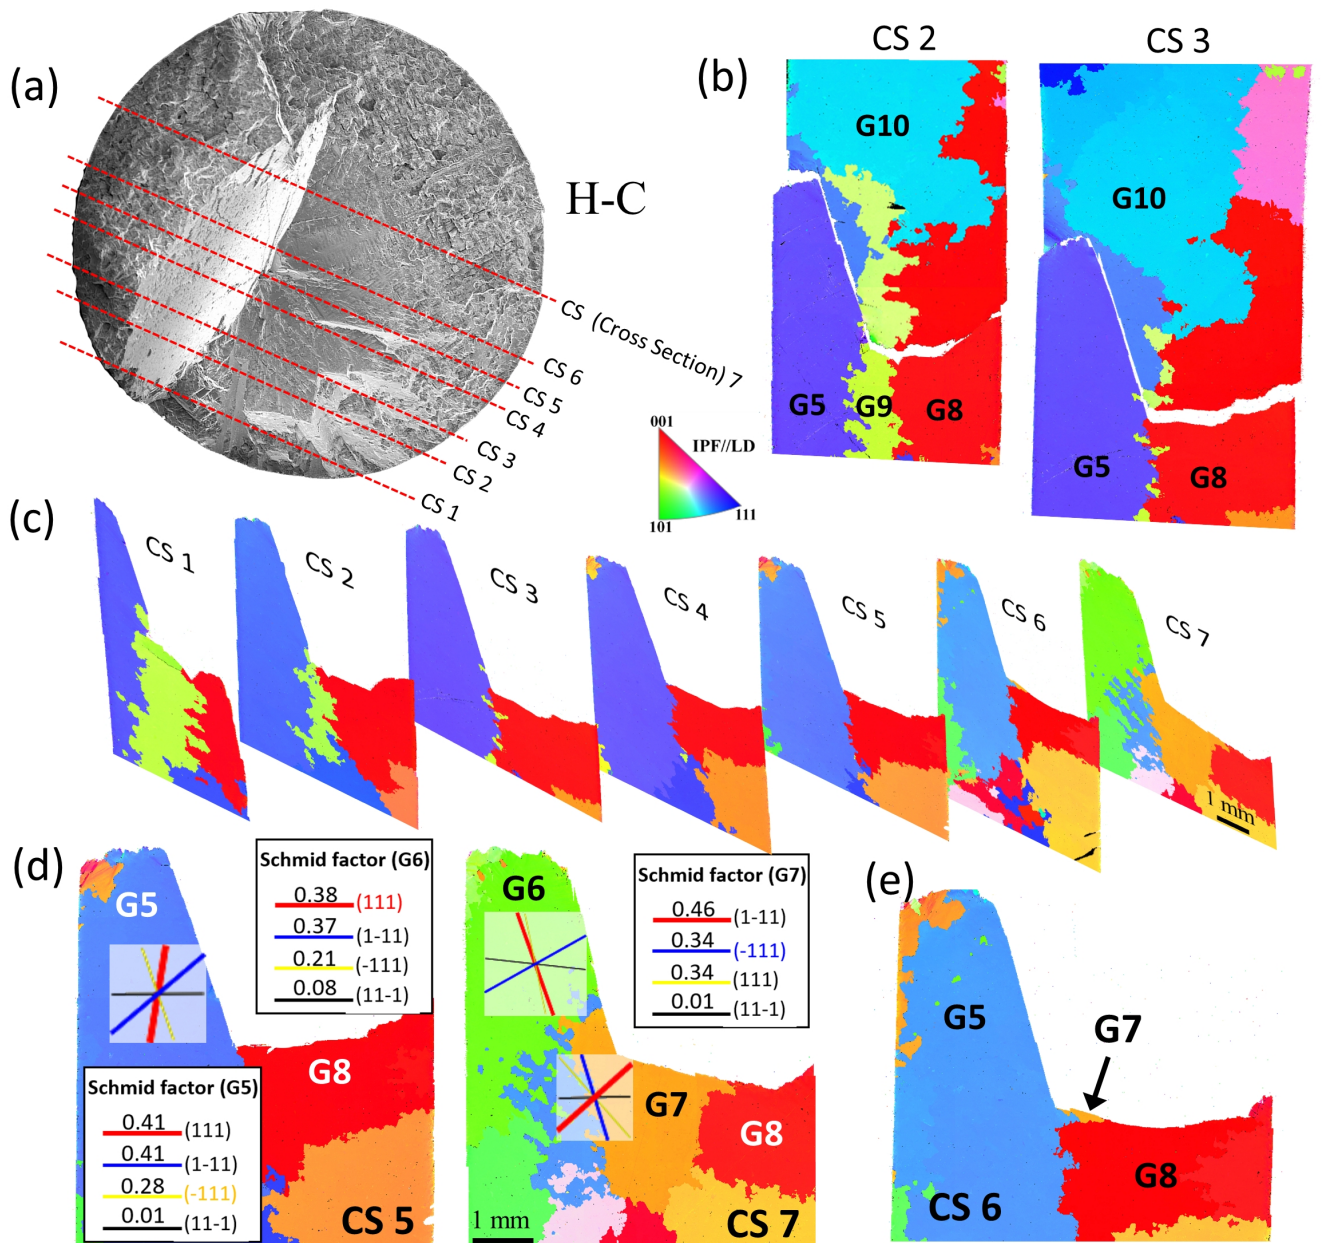 (a)
H-C
CS (Cross Section) 7
CS 6
CS 5
CS 4
CS 3
CS 2
CS 1
(b)
CS 2
CS 3
G10
G5
G9
G8
G10
G5
G8
001
IPF//LD
101
111
(c)
CS 1
CS 2
CS 3
CS 4
CS 5
CS 6
CS 7
1 mm
(d)
G5
Schmid factor (G6)
0.38 (111)
0.37 (1-11)
0.21 (-111)
0.08 (11-1)
G8
Schmid factor (G5)
0.41 (111)
0.41 (1-11)
0.28 (-111)
0.01 (11-1)
CS 5
G6
Schmid factor (G7)
0.46 (1-11)
0.34 (-111)
0.34 (111)
0.01 (11-1)
G7
G8
1 mm
CS 7
(e)
G5
G7
G8
CS 6